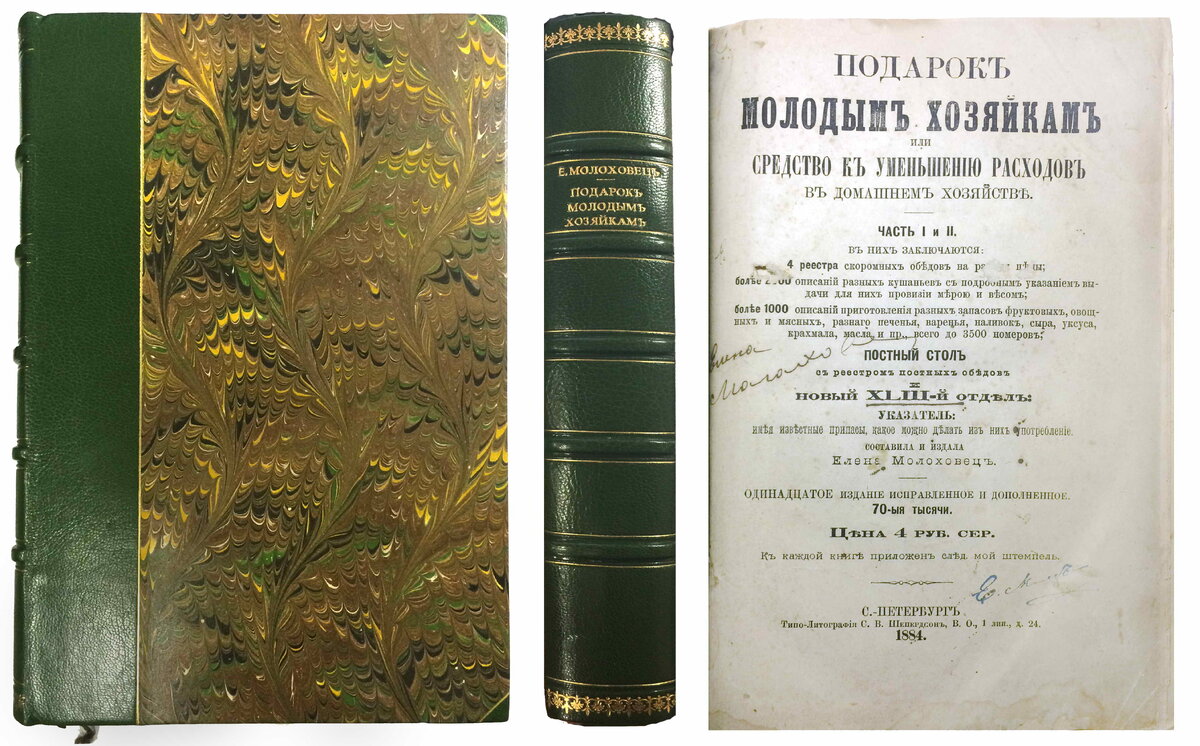 Е. МОЛОХОВЕЦЪ.
ПОДАРОКЪ
МОЛОДЫМЪ
ХОЗЯЙКАМЪ
ПОДАРОКЪ
МОЛОДЫМЪ ХОЗЯЙКАМЪ
ИЛИ
СРЕДСТВО КЪ УМЕНЬШЕНІЮ РАСХОДОВЪ
ВЪ ДОМАШНЕМЪ ХОЗЯЙСТВѢ.
ЧАСТЬ I и II.
ВЪ НИХЪ ЗАКЛЮЧАЮТСЯ:
4 реестра скоромныхъ обѣдовъ на цѣны;
болѣе описаній разныхъ кушаньевъ съ подробнымъ указаніемъ вы-
дачи для нихъ провизіи мѣрою и вѣсомъ;
болѣе 1000 описаній приготовленія разныхъ запасовъ фруктовыхъ, овощ-
ныхъ и мясныхъ, разнаго печенья, варенья, наливокъ, сыра, уксуса,
крахмала, масла и пр., всего до 3500 номеровъ;
ПОСТНЫЙ СТОЛЪ
съ реестромъ постныхъ обѣдовъ
и
НОВЫЙ XLIII-й ОТДѢЛЪ:
УКАЗАТЕЛЬ:
имѣя извѣстные припасы, какое можно дѣлать изъ нихъ употребленіе.
СОСТАВИЛА И ИЗДАЛА
Елена Молоховецъ.
ОДИНАДЦАТОЕ ИЗДАНІЕ ИСПРАВЛЕННОЕ И ДОПОЛНЕННОЕ.
70-ыя тысячи.
ЦѢНА 4 РУБ. СЕР.
Къ каждой книгѣ приложенъ слѣд. мой штемпель.
С.-ПЕТЕРБУРГЪ
Типо-Литографія С. В. Шепердсонъ, В. О., 1 лин., д. 24.
1884.